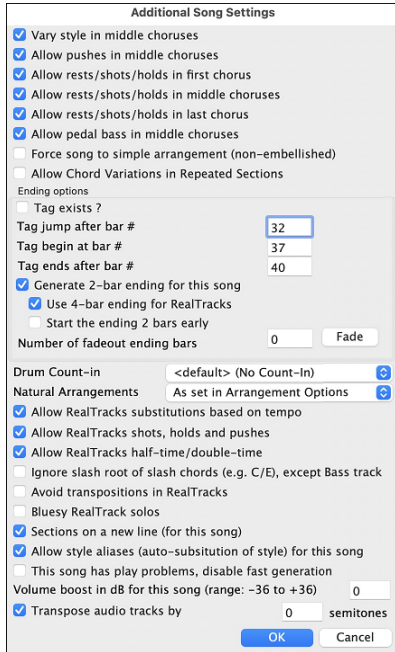 Additional Song Settings
Vary style in middle choruses
Allow pushes in middle choruses
Allow rests/shots/holds in first chorus
Allow rests/shots/holds in middle choruses
Allow rests/shots/holds in last chorus
Allow pedal bass in middle choruses
Force song to simple arrangement (non-embellished)
Allow Chord Variations in Repeated Sections
Ending options
Tag exists ?
Tag jump after bar # 32
Tag begin at bar # 37
Tag ends after bar # 40
Generate 2-bar ending for this song
Use 4-bar ending for RealTracks
Start the ending 2 bars early
Number of fadeout ending bars 0 Fade
Drum Count-in <default> (No Count-In)
Natural Arrangements As set in Arrangement Options
Allow RealTracks substitutions based on tempo
Allow RealTracks shots, holds and pushes
Allow RealTracks half-time/double-time
Ignore slash root of slash chords (e.g. C/E), except Bass track
Avoid transpositions in RealTracks
Bluesy RealTrack solos
Sections on a new line (for this song)
Allow style aliases (auto-subsitution of style) for this song
This song has play problems, disable fast generation
Volume boost in dB for this song (range: -36 to +36) 0
Transpose audio tracks by 0 semitones
OK Cancel